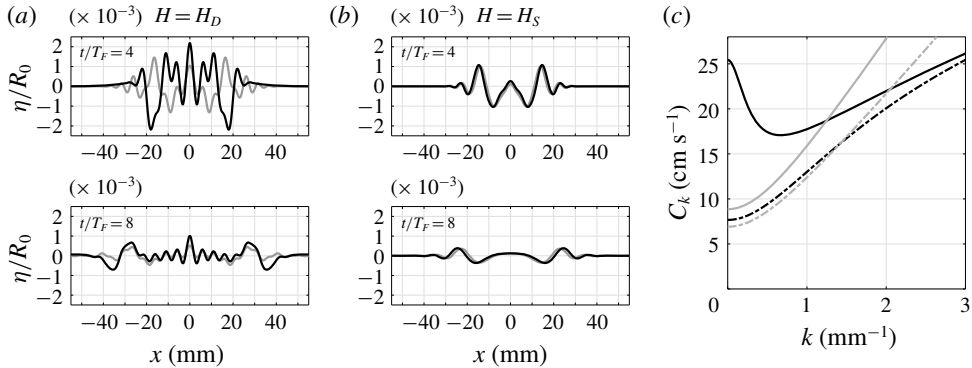 (a) (× 10⁻³) H = H_D
(b) (× 10⁻³) H = H_S
(c)
t/T_F = 4
η/R₀
2
1
0
−1
−2
−40 −20 0 20 40
t/T_F = 4
2
1
0
−1
−2
−40 −20 0 20 40
(× 10⁻³)
t/T_F = 8
η/R₀
2
1
0
−1
−2
−40 −20 0 20 40
x (mm)
(× 10⁻³)
t/T_F = 8
2
1
0
−1
−2
−40 −20 0 20 40
x (mm)
C_k (cm s⁻¹)
25
20
15
10
5
0 1 2 3
k (mm⁻¹)